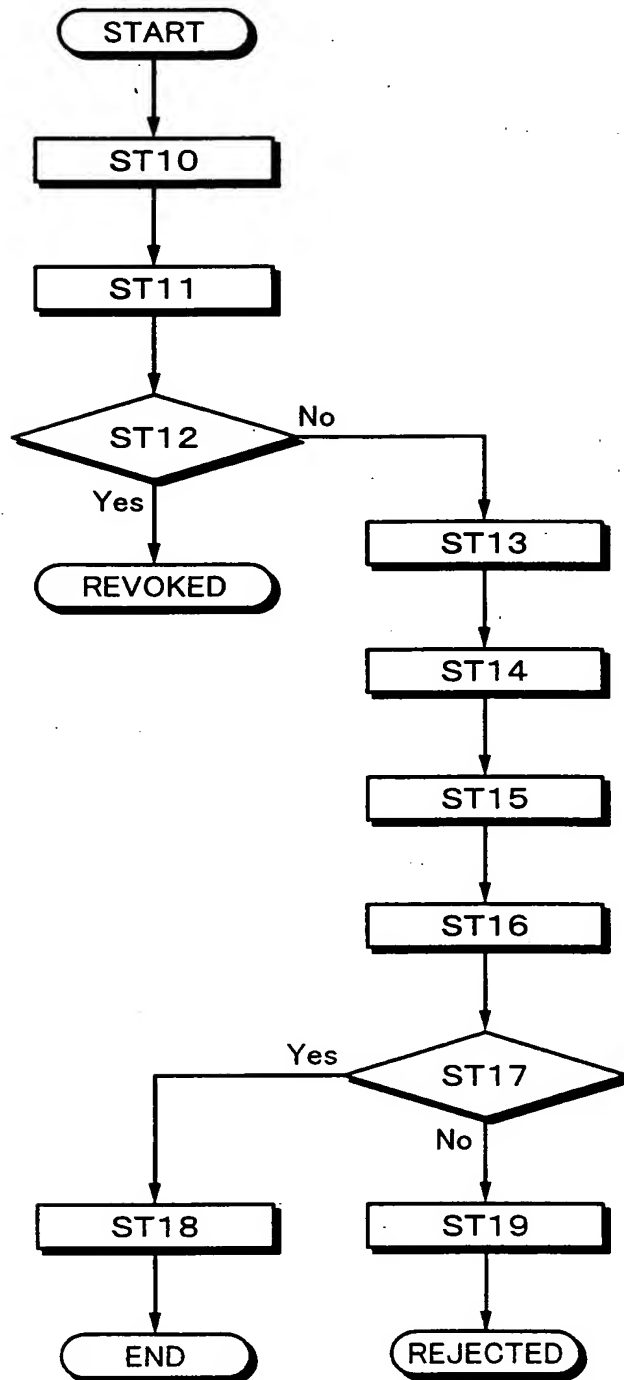 START
ST10
ST11
ST12
No
Yes
REVOKED
ST13
ST14
ST15
ST16
ST17
Yes
No
ST18
ST19
END
REJECTED